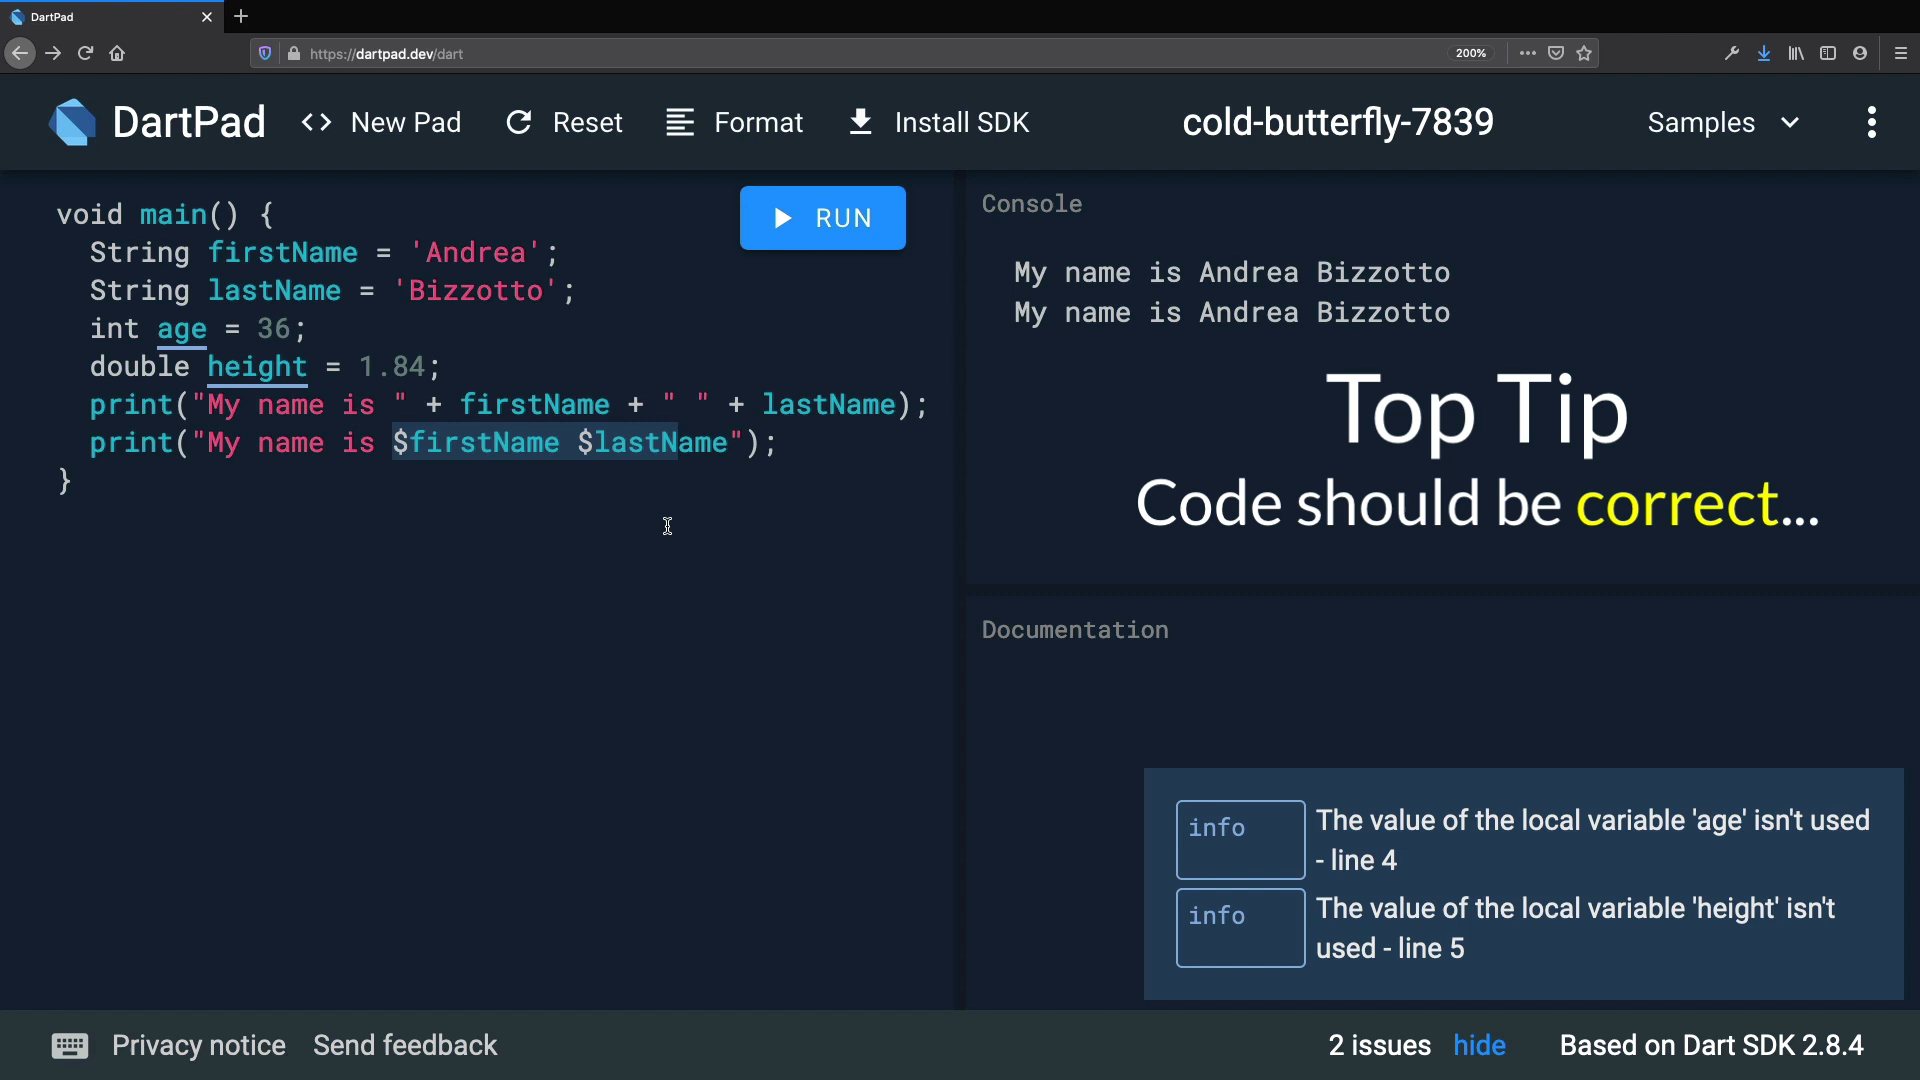 DartPad
https://dartpad.dev/dart
200%
DartPad
New Pad
Reset
Format
Install SDK
cold-butterfly-7839
Samples
void main() {
  String firstName = 'Andrea';
  String lastName = 'Bizzotto';
  int age = 36;
  double height = 1.84;
  print("My name is " + firstName + " " + lastName);
  print("My name is $firstName $lastName");
}
RUN
Console
My name is Andrea Bizzotto
My name is Andrea Bizzotto
Top Tip
Code should be correct...
Documentation
info
The value of the local variable 'age' isn't used
- line 4
info
The value of the local variable 'height' isn't
used - line 5
Privacy notice
Send feedback
2 issues
hide
Based on Dart SDK 2.8.4